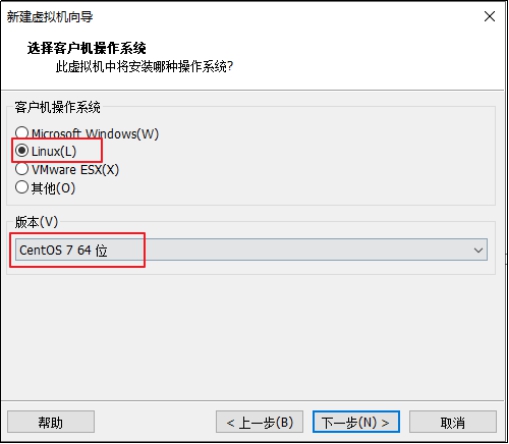 新建虚拟机向导
选择客户机操作系统
此虚拟机中将安装哪种操作系统?
客户机操作系统
Microsoft Windows(W)
Linux(L)
VMware ESX(X)
其他(O)
版本(V)
CentOS 7 64 位
帮助
< 上一步(B)
下一步(N) >
取消